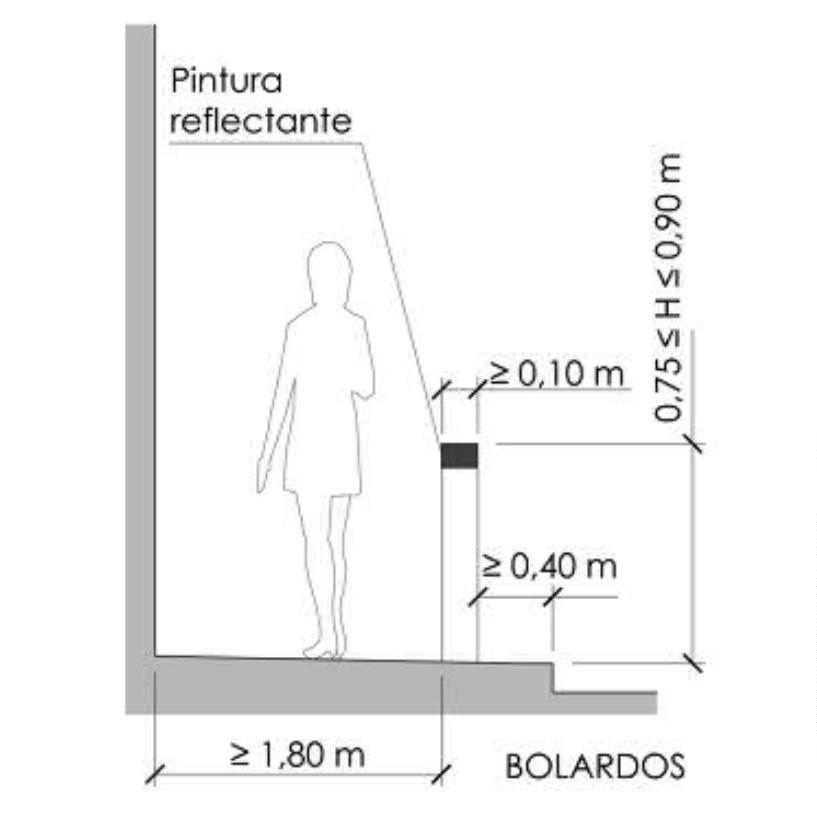 Pintura
reflectante
0,75 ≤ H ≤ 0,90 m
≥ 0,10 m
≥ 0,40 m
≥ 1,80 m
BOLARDOS